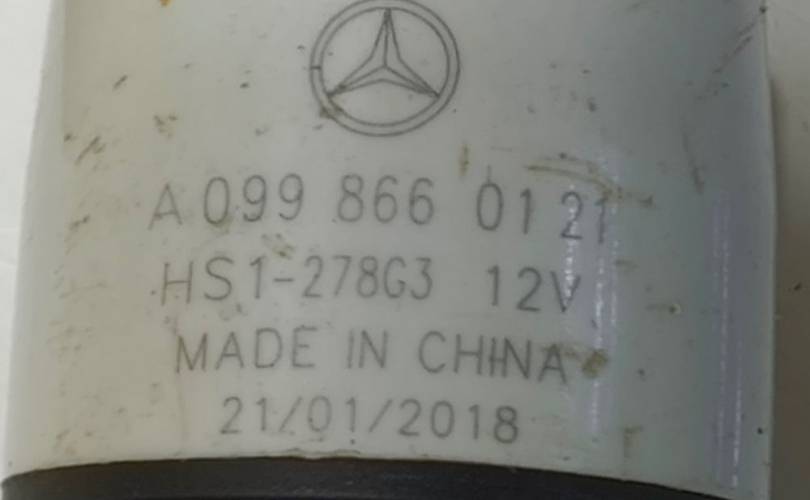 A 099 866 01 21
HS1-278G3 12V
MADE IN CHINA
21/01/2018